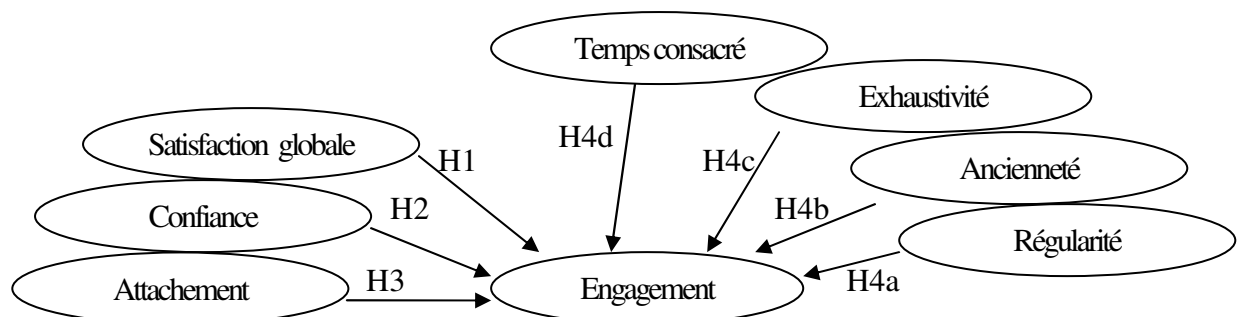 Temps consacré
Exhaustivité
Satisfaction globale
H1
H4d
H4c
Ancienneté
Confiance
H2
H4b
Régularité
Attachement
H3
Engagement
H4a